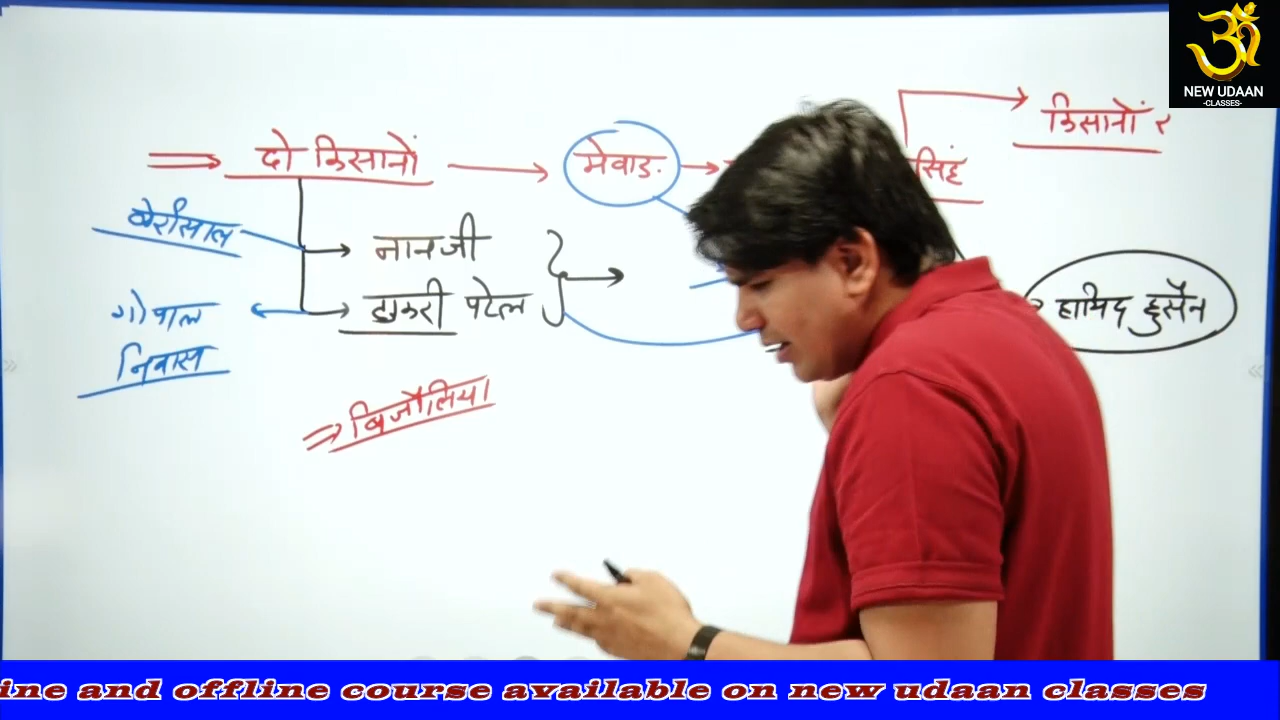 NEW UDAAN
-CLASSES-
किसानों
⇒ दो किसानों → मेवाड़. →
सिंह
बेरीसाल
नानजी
ठाकरी पटेल
गोपाल
निवास
हामिद हुसैन
⇒ बिजौलिया
ine and offline course available on new udaan classes